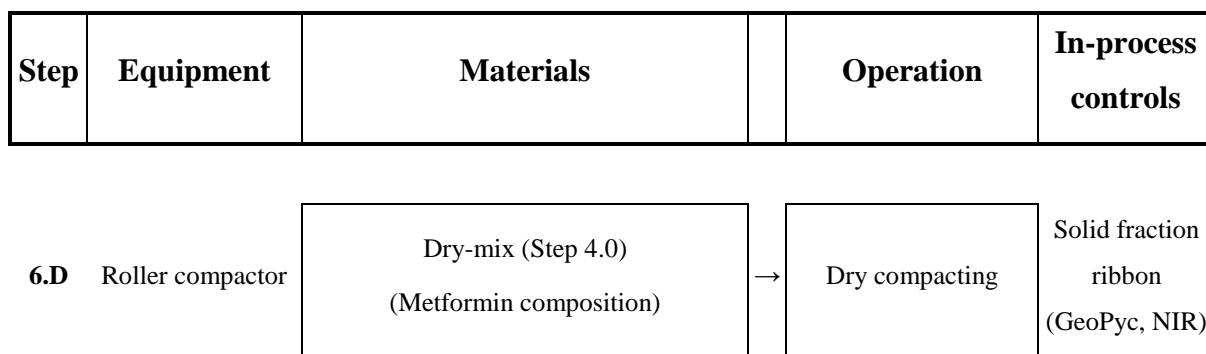 Step Equipment Materials Operation In-process controls
Dry-mix (Step 4.0)
(Metformin composition)
6.D Roller compactor → Dry compacting
Solid fraction
ribbon
(GeoPyc, NIR)